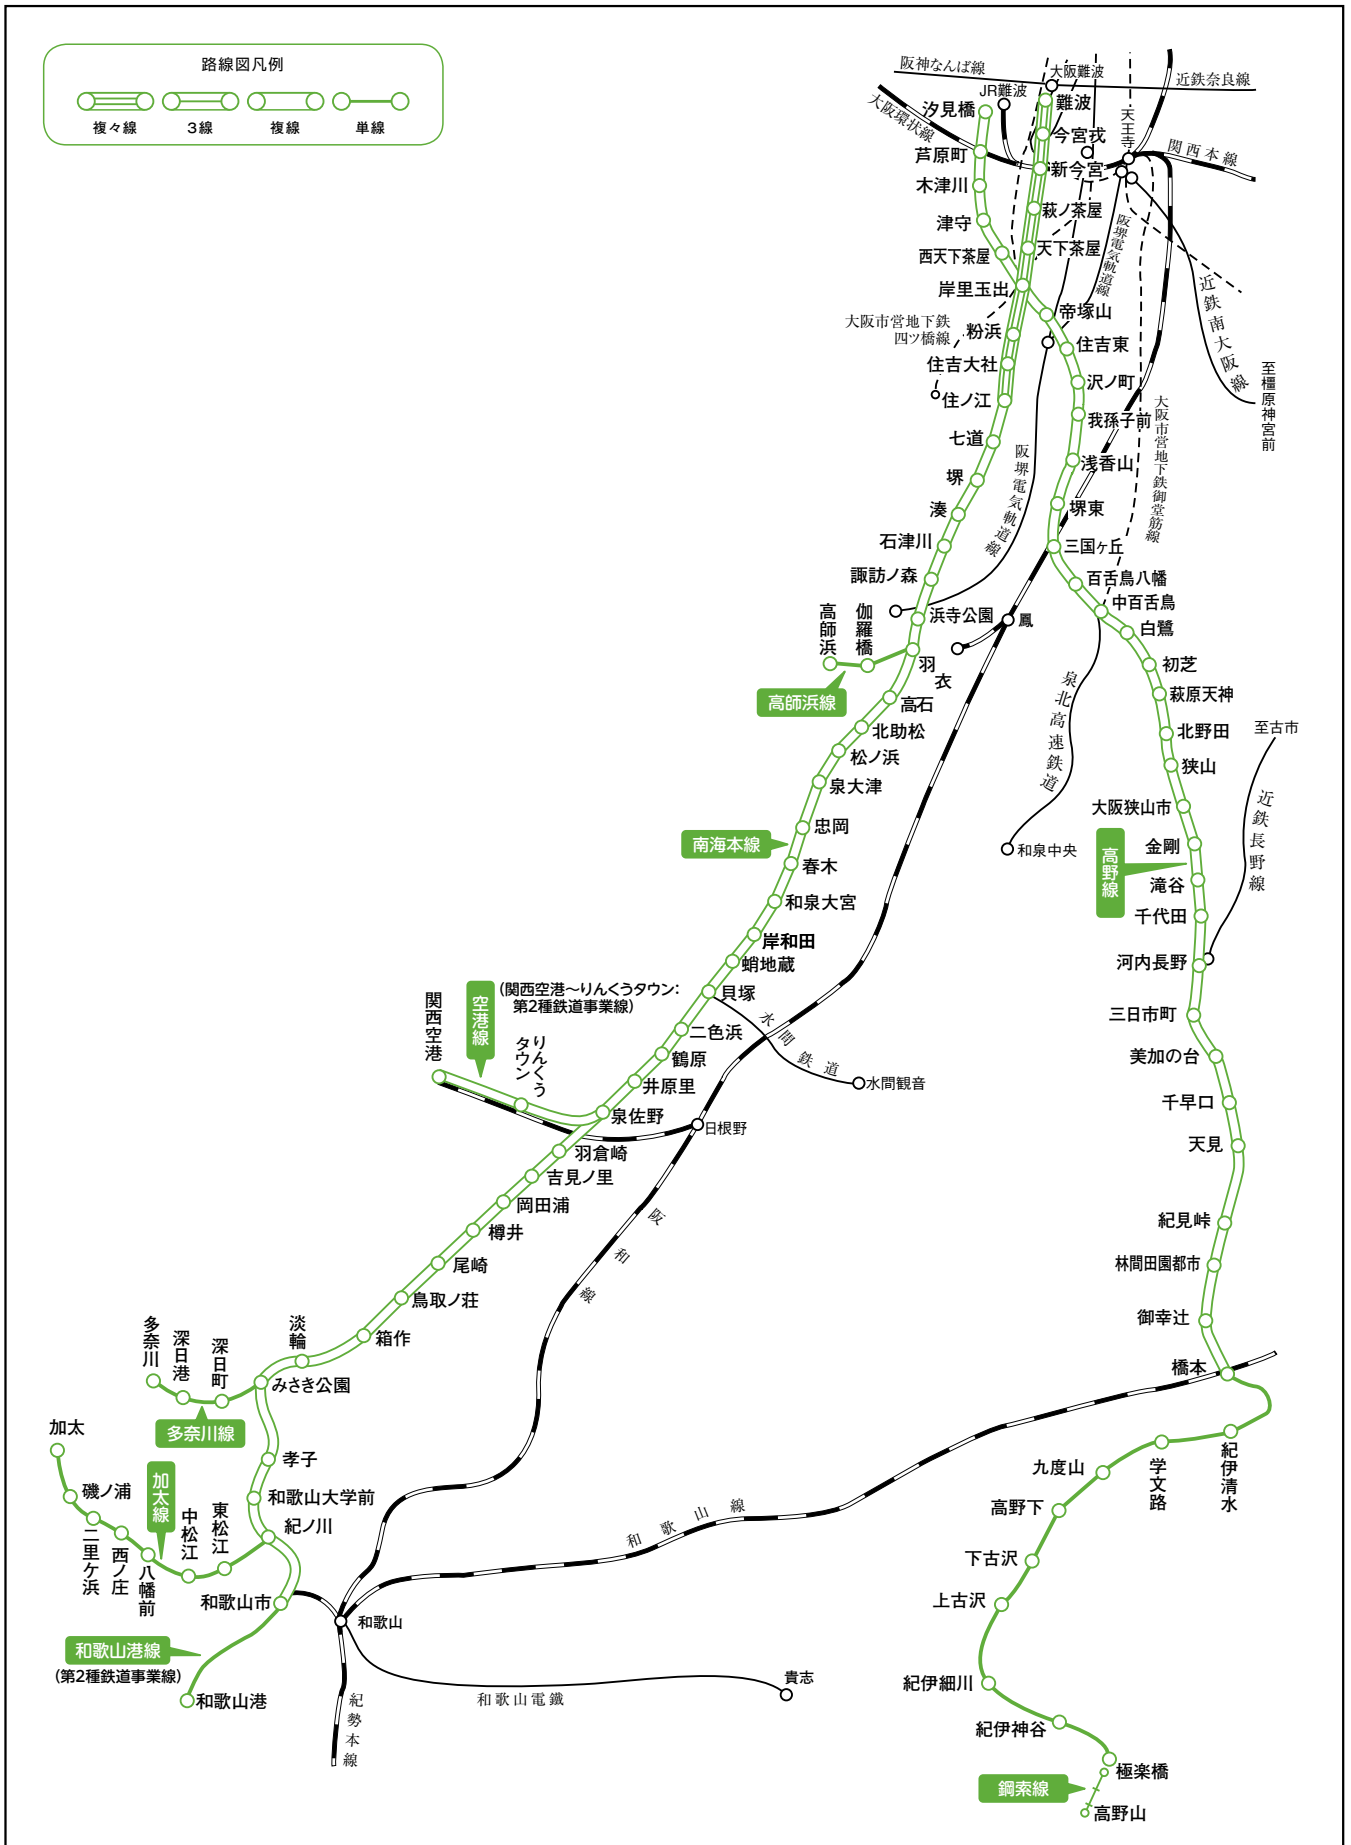 路線図凡例
複々線
3線
複線
単線
阪神なんば線
大阪難波
近鉄奈良線
JR難波
大阪環状線
天王寺
関西本線
汐見橋
難波
今宮戎
芦原町
新今宮
木津川
萩ノ茶屋
津守
天下茶屋
西天下茶屋
阪堺電気軌道線
岸里玉出
帝塚山
近鉄南大阪線
大阪市営地下鉄
四ツ橋線
粉浜
住吉東
住吉大社
沢ノ町
至橿原神宮前
住ノ江
我孫子前
大阪市営地下鉄御堂筋線
七道
浅香山
堺
阪堺電気軌道線
堺東
湊
石津川
三国ヶ丘
諏訪ノ森
百舌鳥八幡
中百舌鳥
高師浜
伽羅橋
浜寺公園
鳳
白鷺
羽衣
初芝
高師浜線
高石
泉北高速鉄道
萩原天神
北助松
北野田
至古市
松ノ浜
狭山
泉大津
大阪狭山市
近鉄長野線
忠岡
南海本線
金剛
高野線
和泉中央
春木
滝谷
和泉大宮
千代田
岸和田
蛸地蔵
河内長野
貝塚
関西空港
空港線
(関西空港〜りんくうタウン:
第2種鉄道事業線)
水間鉄道
三日市町
二色浜
りんくう
タウン
鶴原
美加の台
井原里
水間観音
千早口
泉佐野
日根野
天見
羽倉崎
吉見ノ里
岡田浦
阪和線
紀見峠
樽井
尾崎
林間田園都市
鳥取ノ荘
御幸辻
箱作
淡輪
多奈川
深日港
深日町
みさき公園
橋本
多奈川線
加太
孝子
紀伊清水
学文路
九度山
加太線
磯ノ浦
和歌山大学前
高野下
和歌山線
中松江
東松江
紀ノ川
二里ケ浜
西ノ庄
八幡前
下古沢
和歌山市
上古沢
和歌山
和歌山港線
(第2種鉄道事業線)
貴志
紀伊細川
和歌山港
紀勢本線
和歌山電鐵
紀伊神谷
極楽橋
鋼索線
高野山